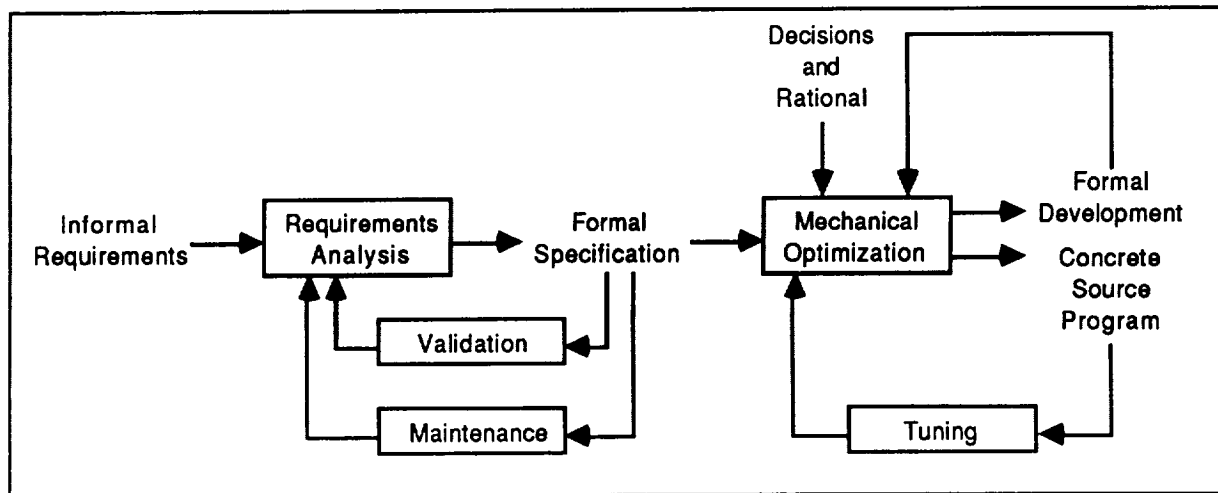 Decisions
and
Rational
Informal
Requirements
Requirements
Analysis
Formal
Specification
Mechanical
Optimization
Formal
Development
Concrete
Source
Program
Validation
Maintenance
Tuning